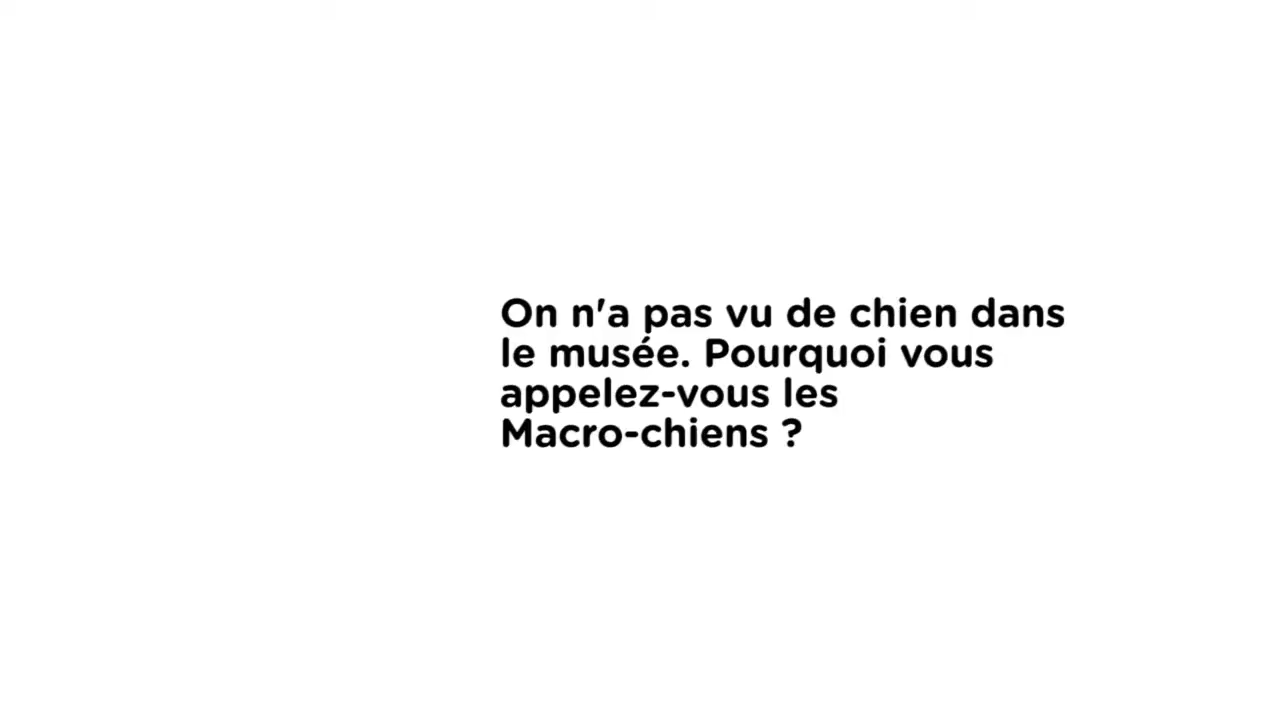 On n'a pas vu de chien dans
le musée. Pourquoi vous
appelez-vous les
Macro-chiens ?